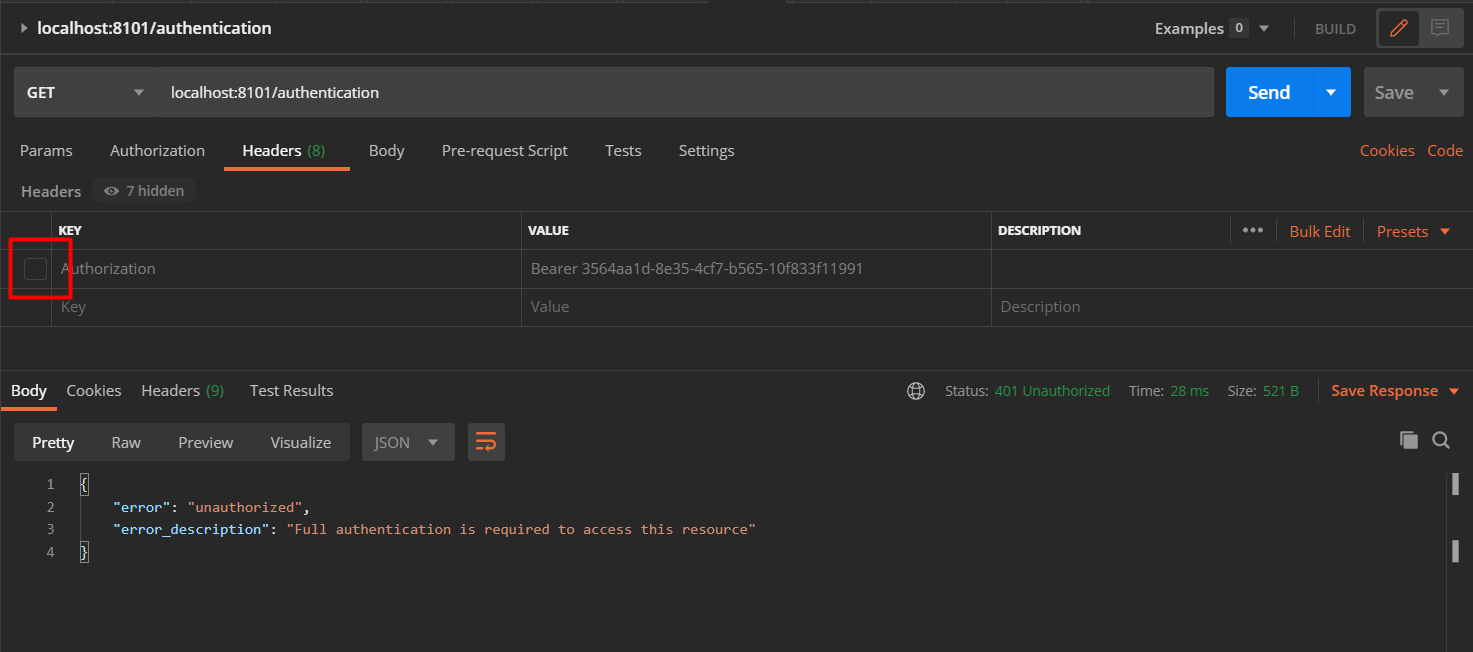 localhost:8101/authentication Examples 0 BUILD
GET localhost:8101/authentication Send Save
Params Authorization Headers (8) Body Pre-request Script Tests Settings Cookies Code
Headers 7 hidden
KEY VALUE DESCRIPTION ••• Bulk Edit Presets
Authorization Bearer 3564aa1d-8e35-4cf7-b565-10f833f11991
Key Value Description
Body Cookies Headers (9) Test Results Status: 401 Unauthorized Time: 28 ms Size: 521 B Save Response
Pretty Raw Preview Visualize JSON
1 {
2 "error": "unauthorized",
3 "error_description": "Full authentication is required to access this resource"
4 }